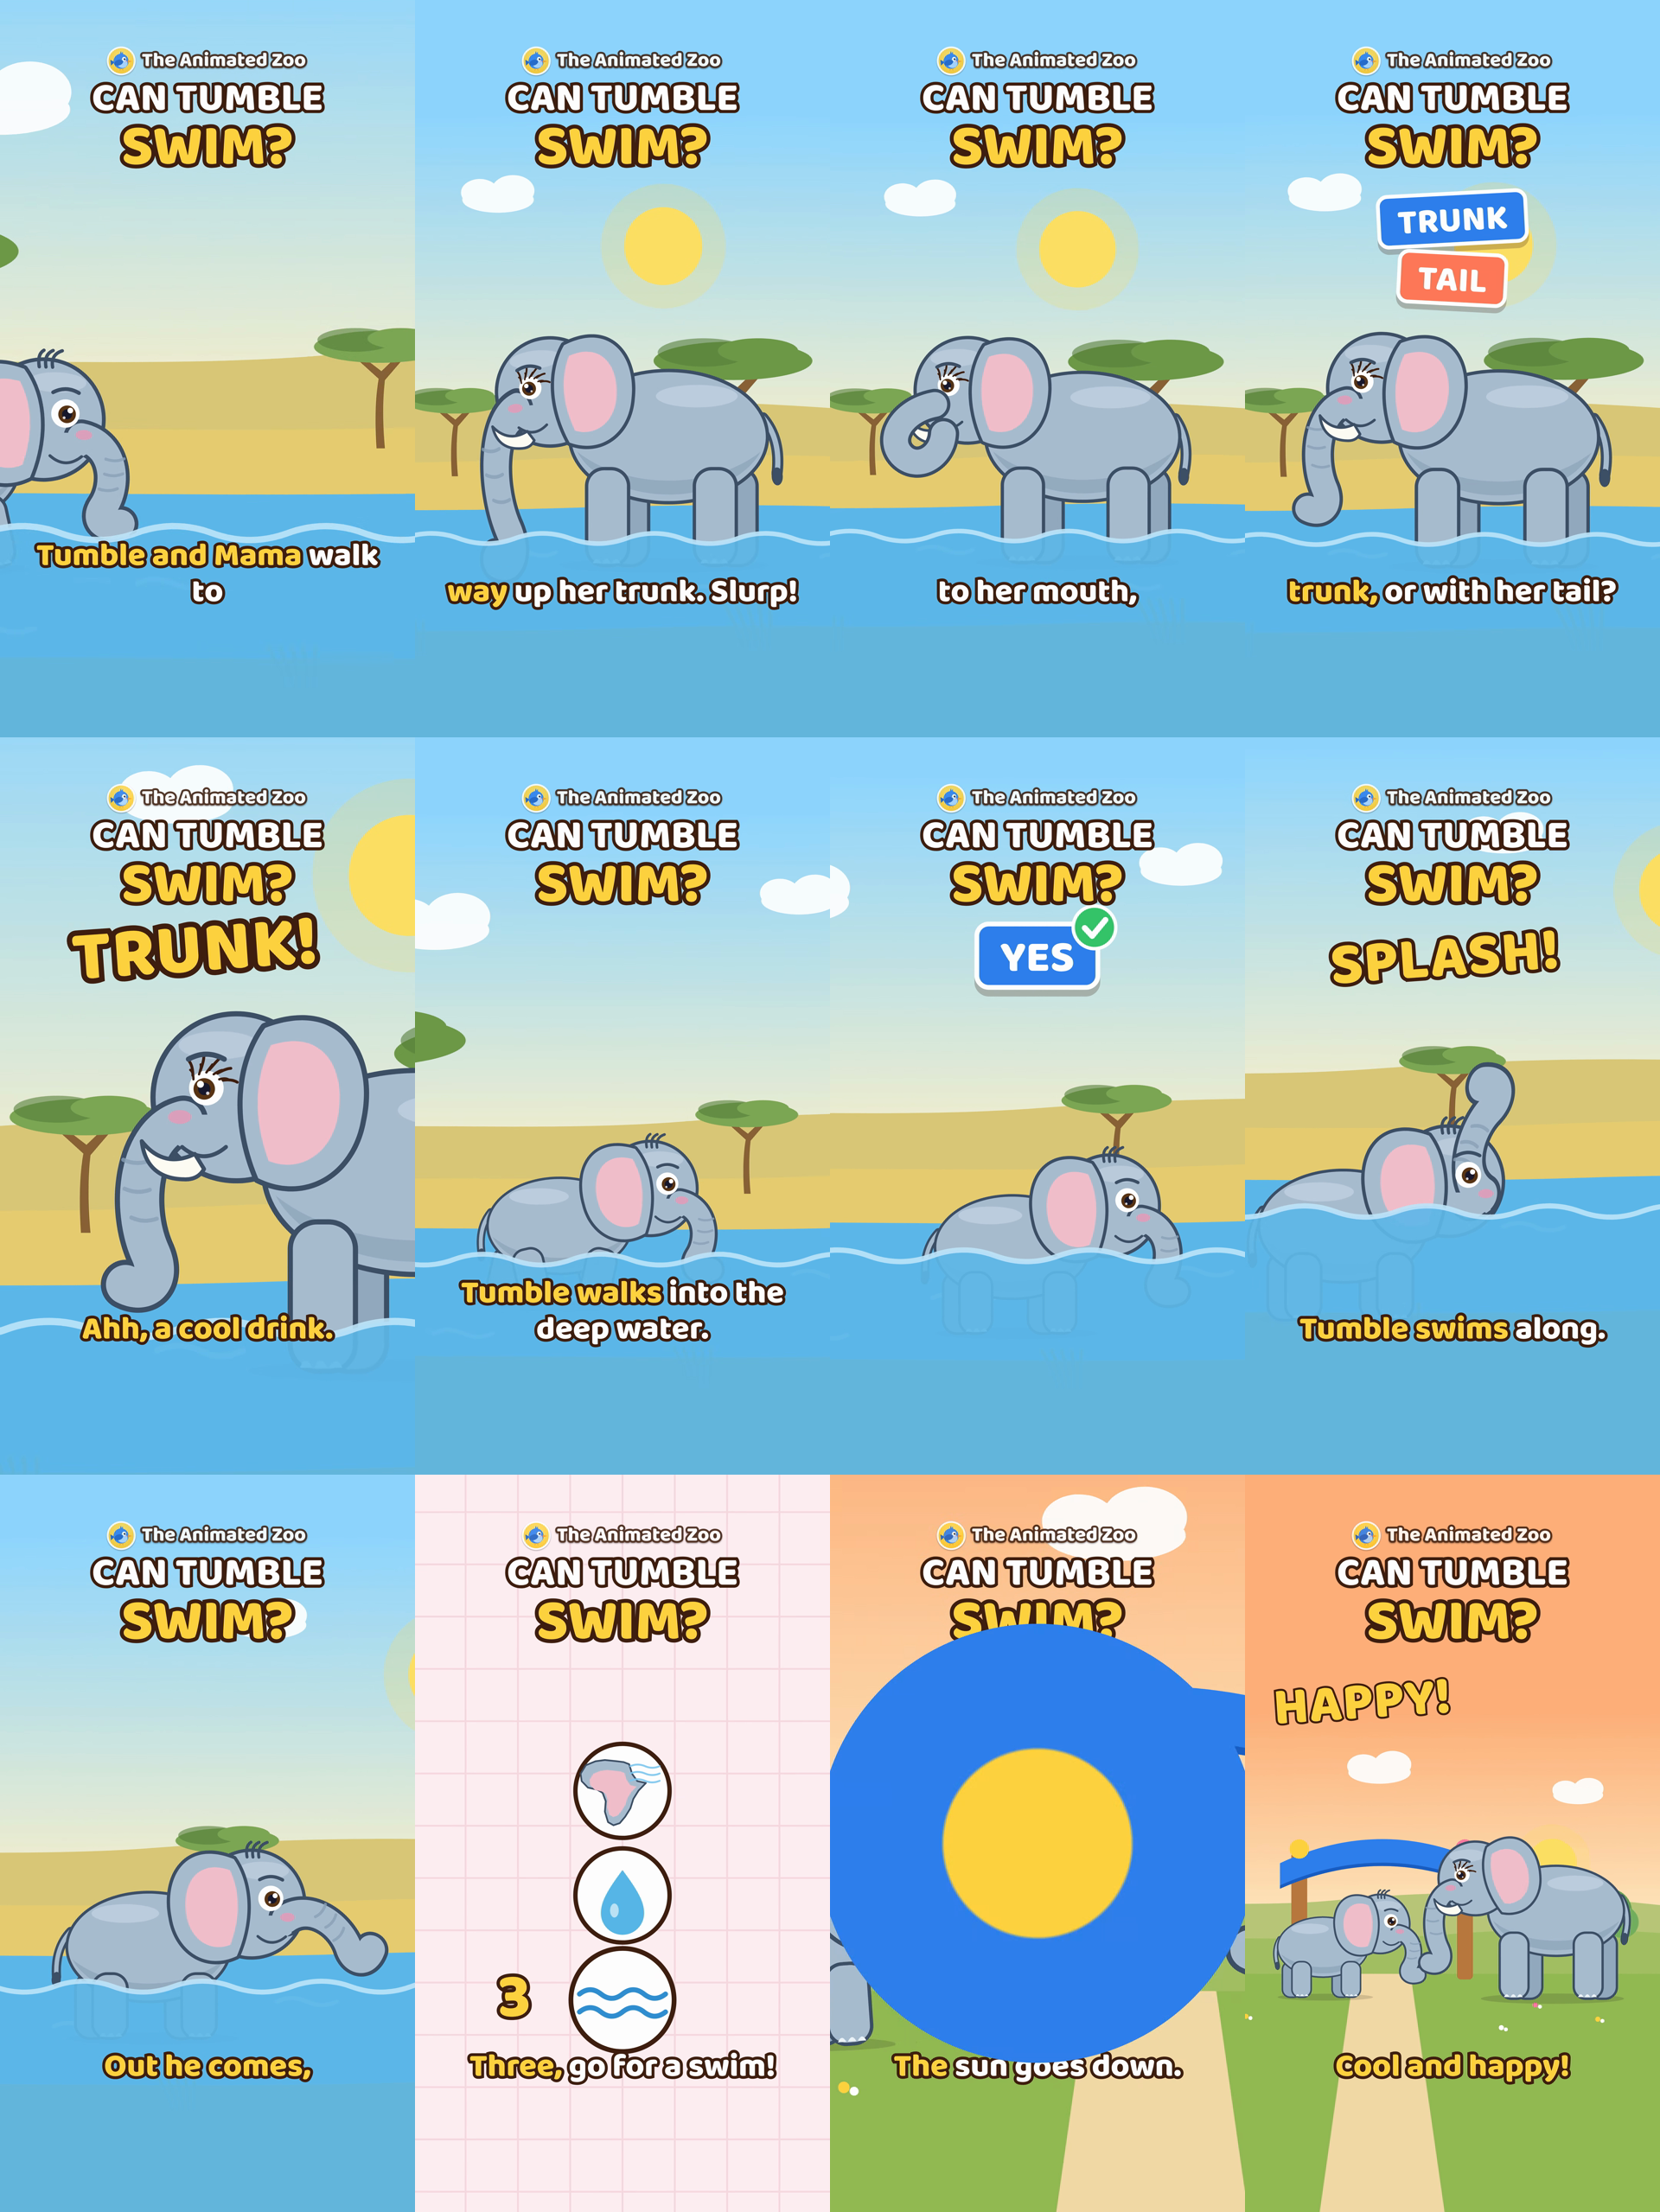 The Animated Zoo
CAN TUMBLE
SWIM?
Tumble and Mama walk
to
The Animated Zoo
CAN TUMBLE
SWIM?
way up her trunk. Slurp!
The Animated Zoo
CAN TUMBLE
SWIM?
to her mouth,
The Animated Zoo
CAN TUMBLE
SWIM?
TRUNK
TAIL
trunk, or with her tail?
The Animated Zoo
CAN TUMBLE
SWIM?
TRUNK!
Ahh, a cool drink.
The Animated Zoo
CAN TUMBLE
SWIM?
Tumble walks into the
deep water.
The Animated Zoo
CAN TUMBLE
SWIM?
YES
The Animated Zoo
CAN TUMBLE
SWIM?
SPLASH!
Tumble swims along.
The Animated Zoo
CAN TUMBLE
SWIM?
Out he comes,
The Animated Zoo
CAN TUMBLE
SWIM?
3
Three, go for a swim!
The Animated Zoo
CAN TUMBLE
SWIM?
The sun goes down.
The Animated Zoo
CAN TUMBLE
SWIM?
HAPPY!
Cool and happy!